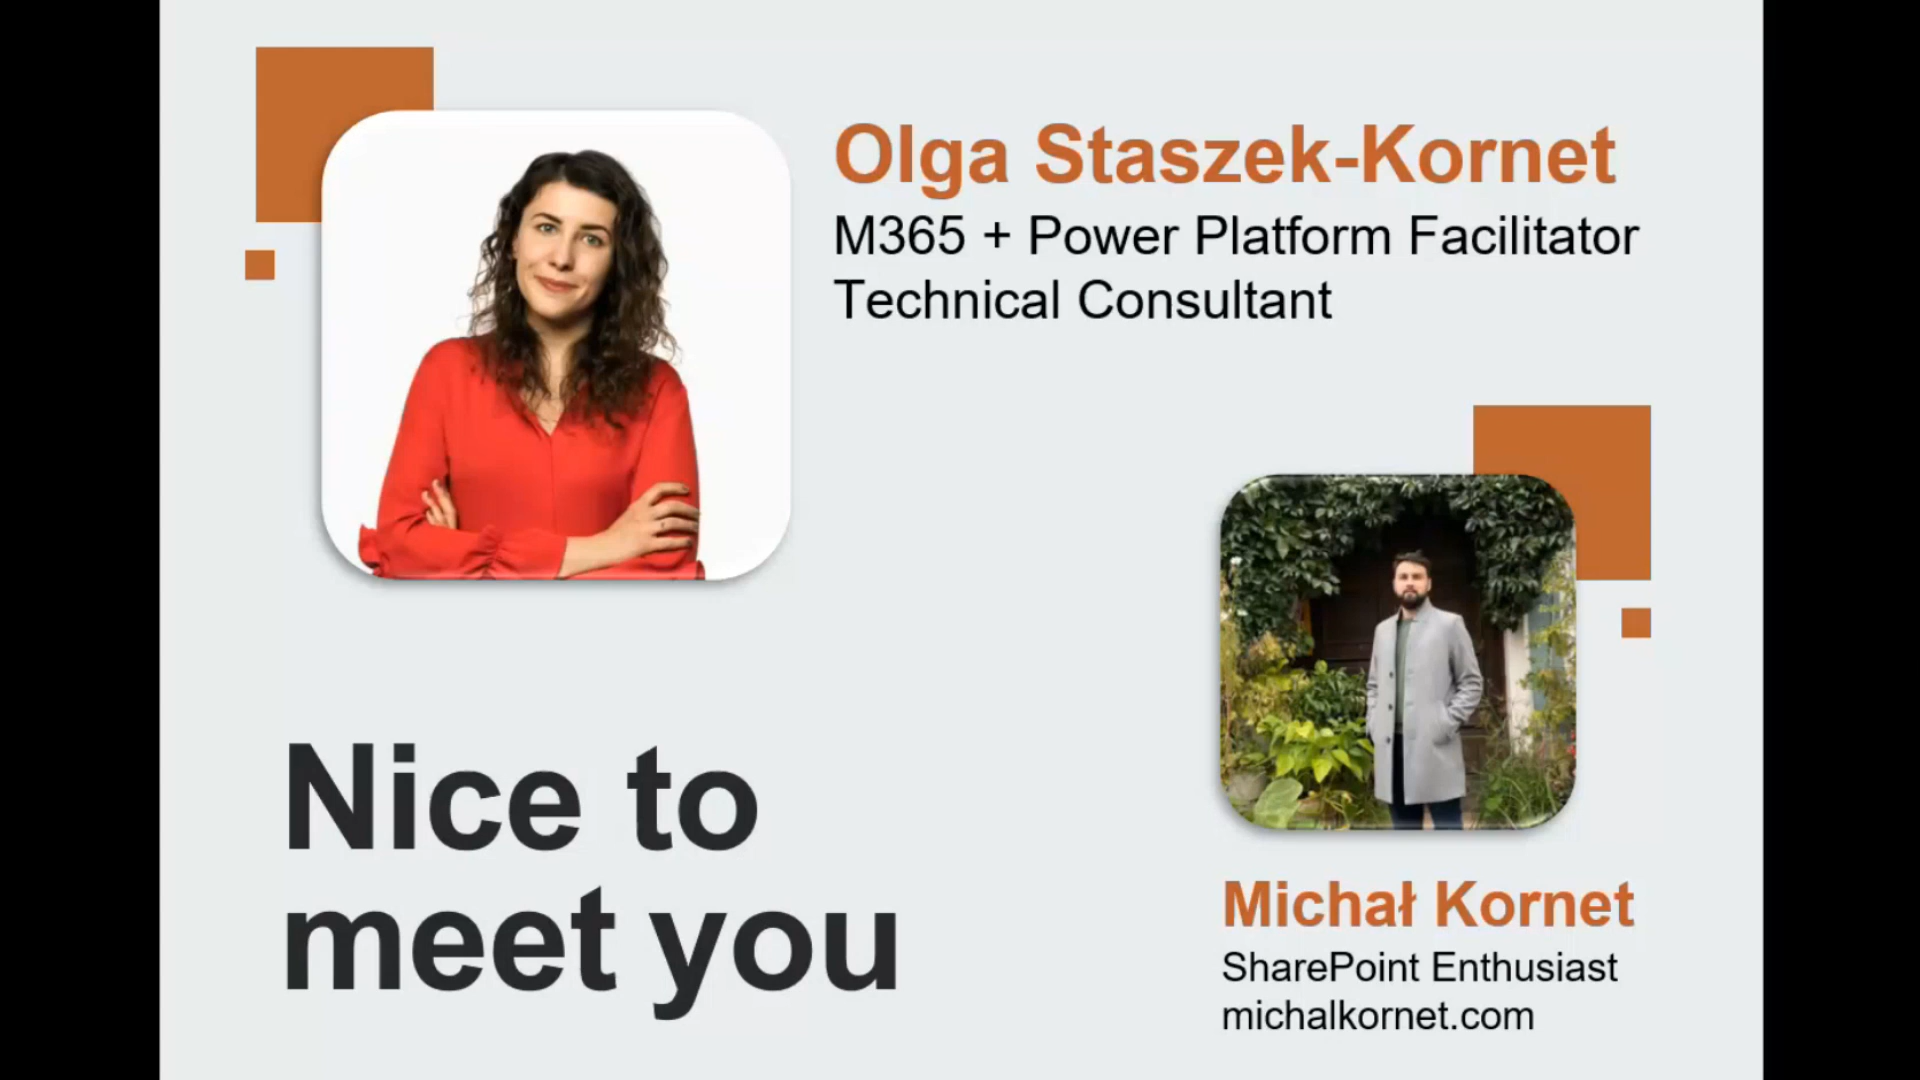 Olga Staszek-Kornet
M365 + Power Platform Facilitator
Technical Consultant
Nice to
meet you
Michał Kornet
SharePoint Enthusiast
michalkornet.com